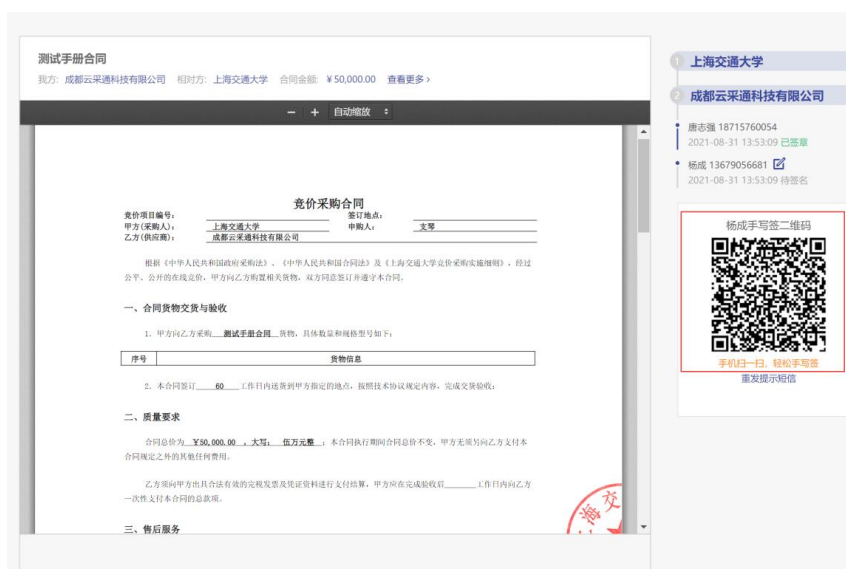 测试手册合同
我方: 成都云采通科技有限公司 相对方: 上海交通大学 合同金额: ¥50,000.00 查看更多›
− + 自动缩放
竞价采购合同
竞价项目编号: 签订地点:
甲方(采购人): 上海交通大学 申购人: 支琴
乙方(供应商): 成都云采通科技有限公司
根据《中华人民共和国政府采购法》、《中华人民共和国合同法》及《上海交通大学竞价采购实施细则》,经过
公平、公开的在线竞价,甲方向乙方购置相关货物,双方同意签订并遵守本合同。
一、合同货物交货与验收
1. 甲方向乙方采购 测试手册合同 货物,具体数量和规格型号如下:
序号 货物信息
2. 本合同签订 60 工作日内送货到甲方指定的地点,按照技术协议规定内容,完成交货验收;
二、质量要求
合同总价为 ¥50,000.00 ,大写: 伍万元整 ;本合同执行期间合同总价不变,甲方无须另向乙方支付本
合同规定之外的其他任何费用。
乙方须向甲方出具合法有效的完税发票及凭证资料进行支付结算,甲方应在完成验收后______工作日内向乙方
一次性支付本合同的总款项。
三、售后服务
海交
1 上海交通大学
2 成都云采通科技有限公司
唐志强 18715760054
2021-08-31 13:53:09 已签章
杨成 13679056681
2021-08-31 13:53:09 待签名
杨成手写签二维码
手机扫一扫,轻松手写签
重发提示短信